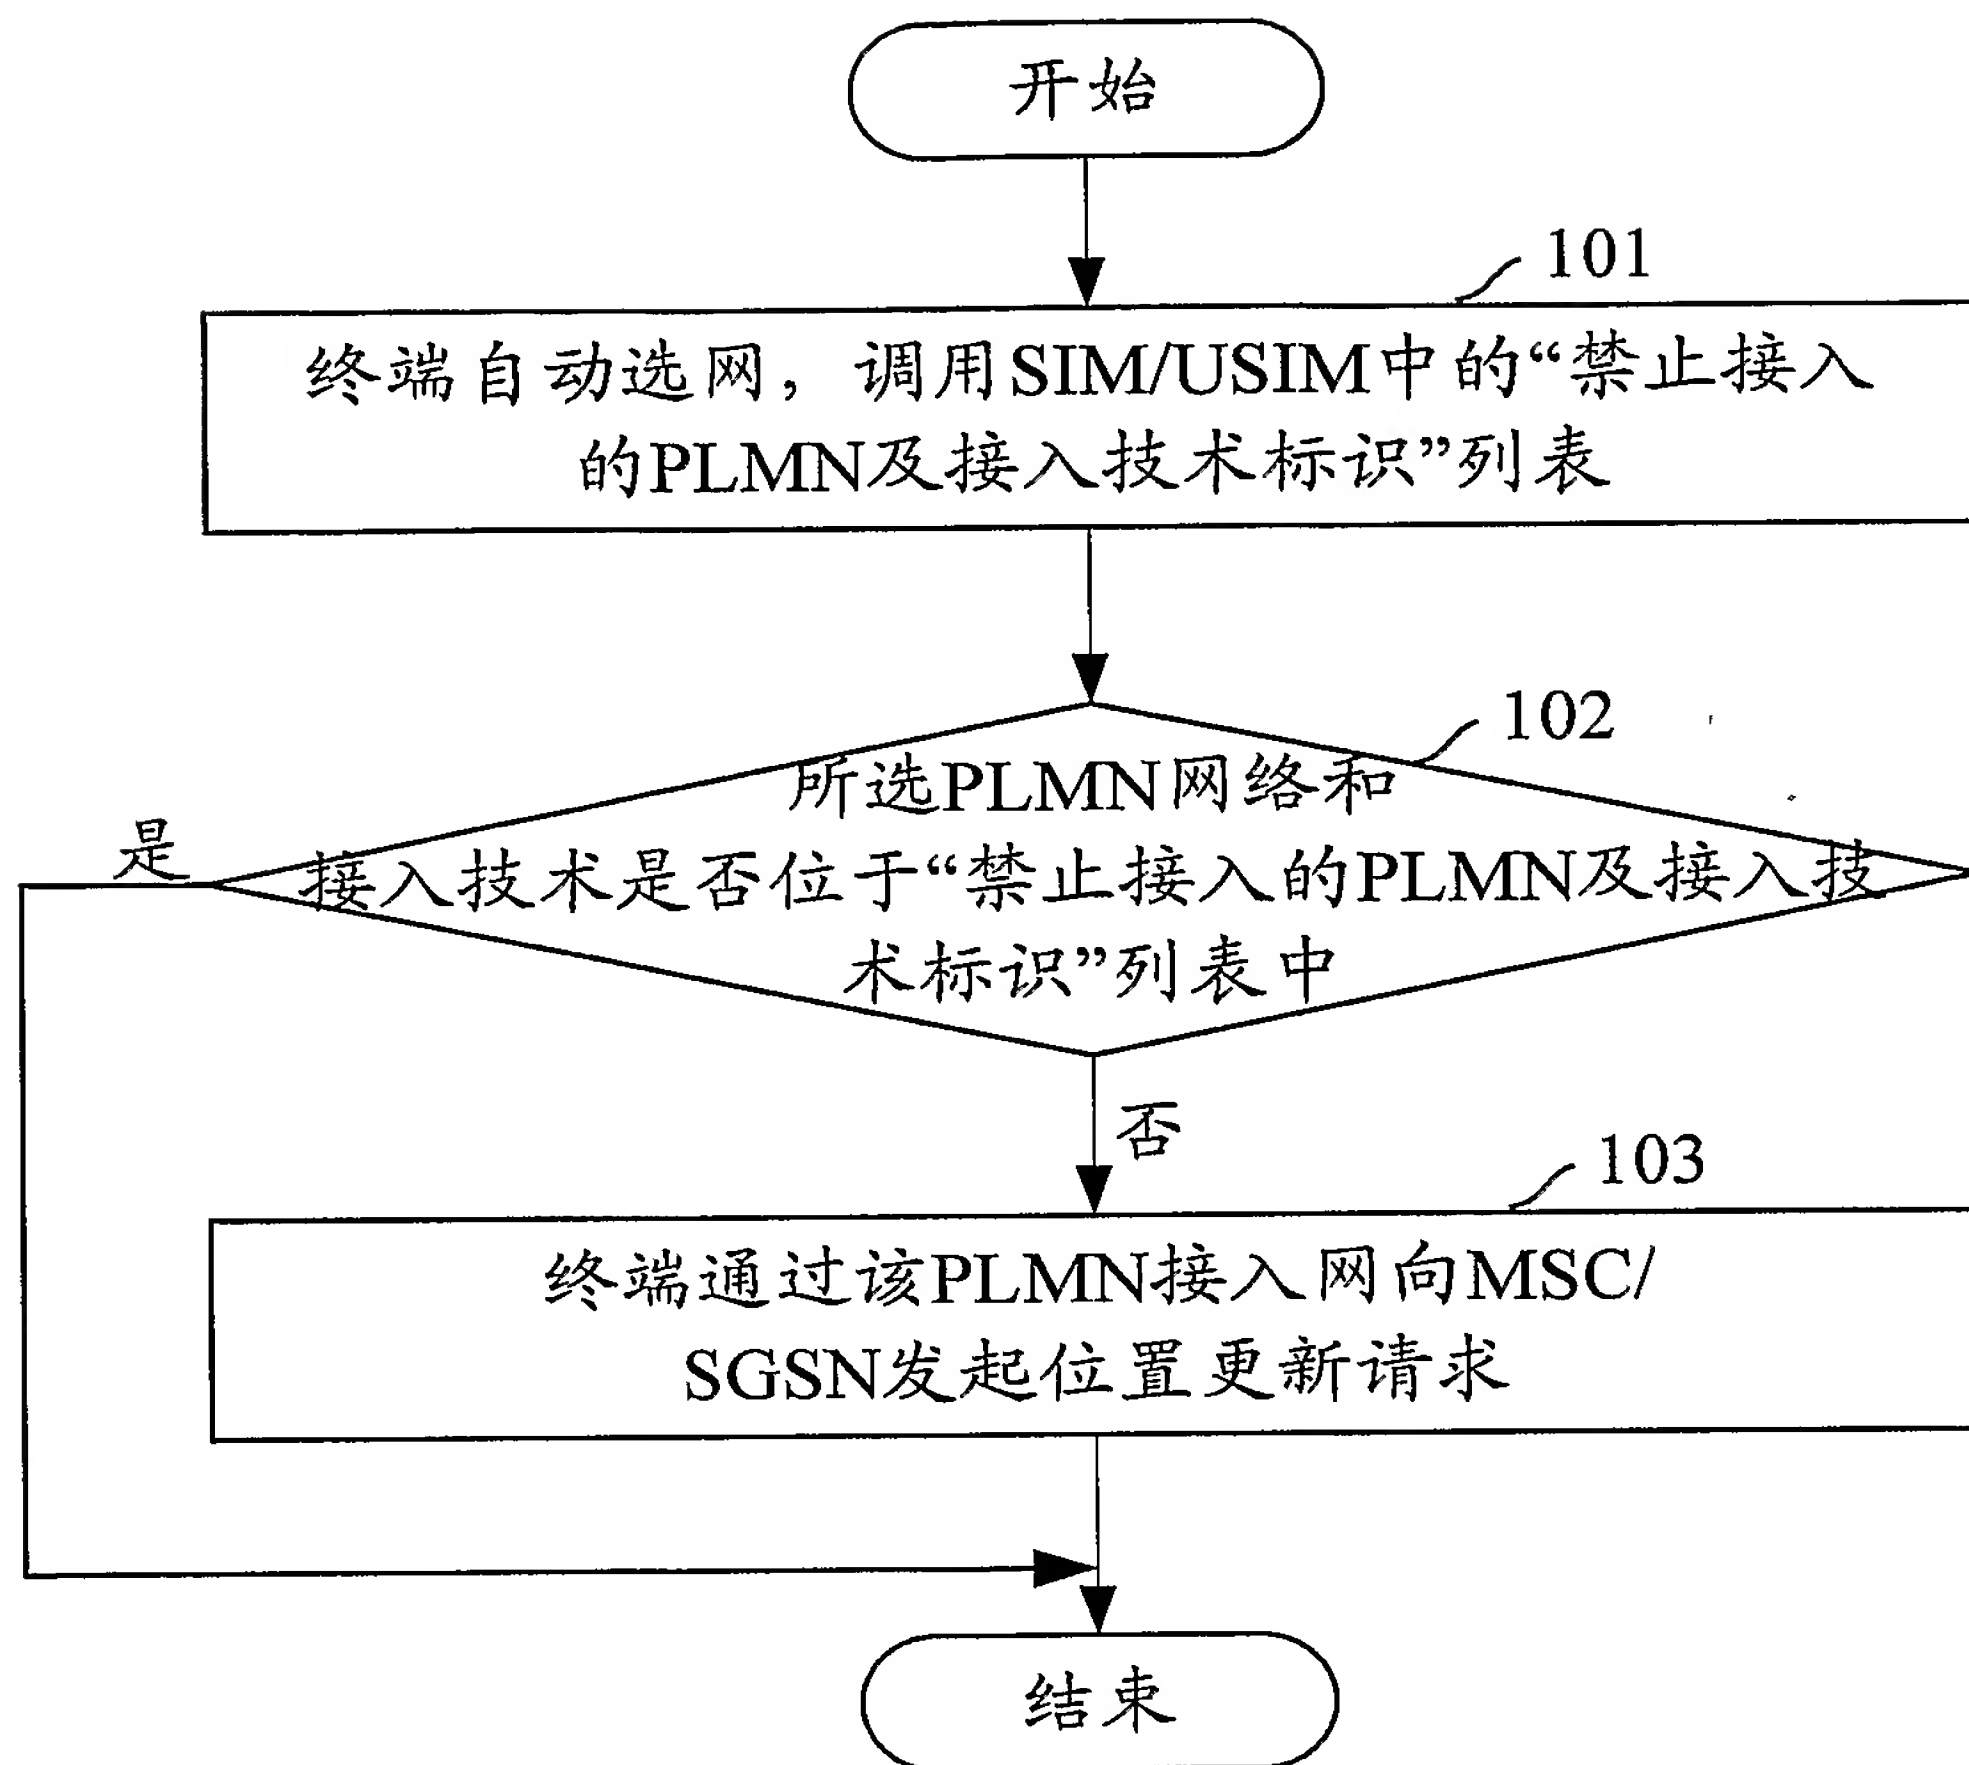 开始
101
终端自动选网，调用SIM/USIM中的“禁止接入
的PLMN及接入技术标识”列表
102
所选PLMN网络和
是
接入技术是否位于“禁止接入的PLMN及接入技
术标识”列表中
否
103
终端通过该PLMN接入网向MSC/
SGSN发起位置更新请求
结束